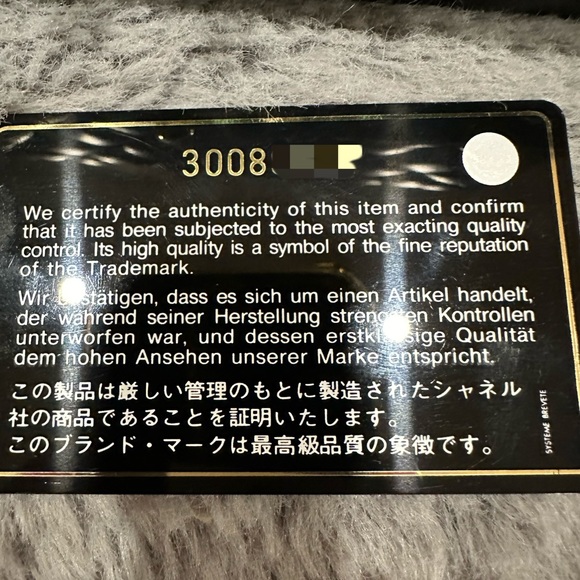 3008
We certify the authenticity of this item and confirm
that it has been subjected to the most exacting quality
control. Its high quality is a symbol of the fine reputation
of the Trademark.
Wir bestätigen, dass es sich um einen Artikel handelt,
der während seiner Herstellung strengsten Kontrollen
unterworfen war, und dessen erstklassige Qualität
dem hohen Ansehen unserer Marke entspricht.
この製品は厳しい管理のもとに製造されたシャネル
社の商品であることを証明いたします。
このブランド・マークは最高級品質の象徴です。
SYSTEME BREVETE